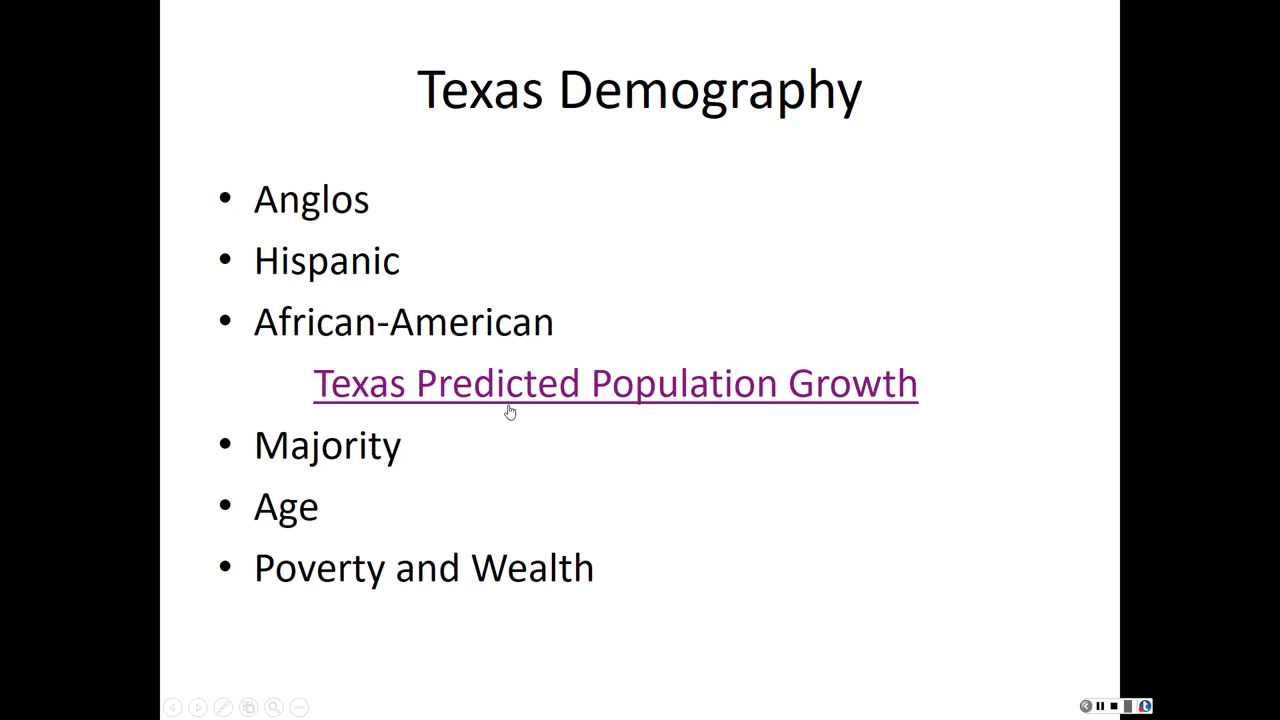 Texas Demography
• Anglos
• Hispanic
• African-American
Texas Predicted Population Growth
• Majority
• Age
• Poverty and Wealth